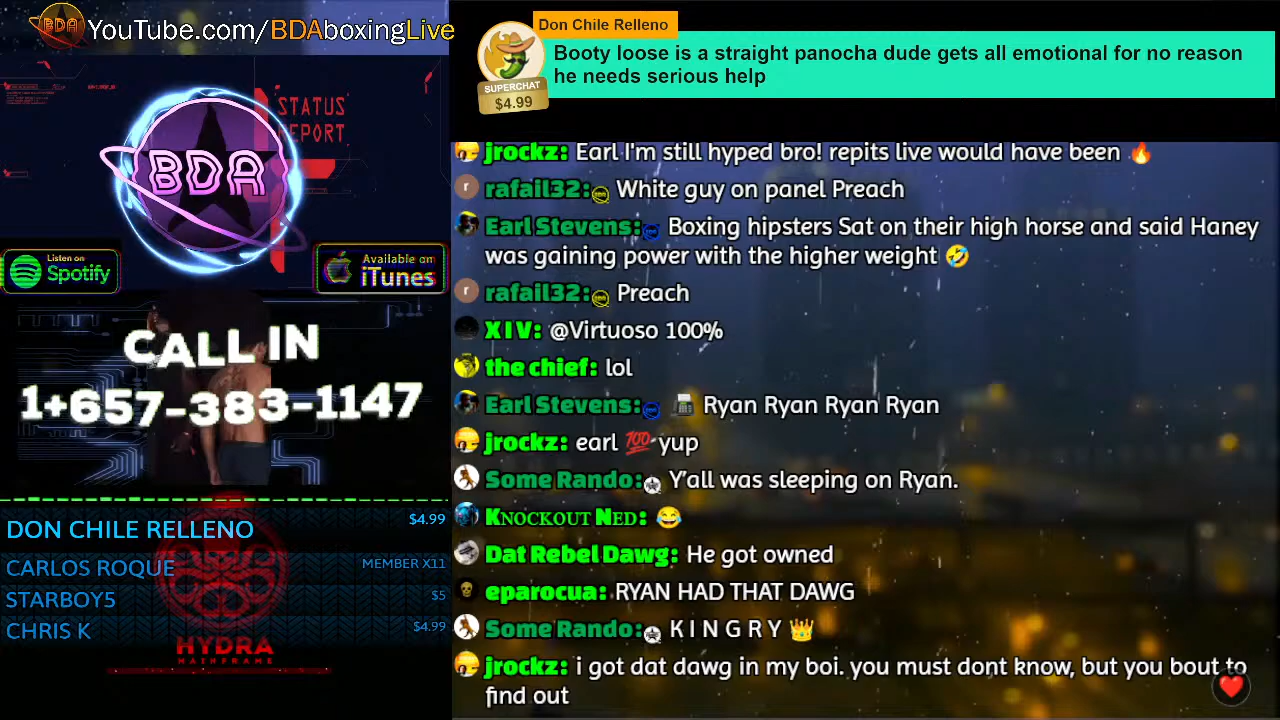 YouTube.com/BDAboxingLive
BDA
STATUS
REPORT
BDA
Listen on
Spotify
Available on
iTunes
CALL IN
1+657-383-1147
DON CHILE RELLENO $4.99
CARLOS ROQUE MEMBER X11
STARBOY5 $5
CHRIS K $4.99
HYDRA
MAINFRAME
Don Chile Relleno
SUPERCHAT
$4.99
Booty loose is a straight panocha dude gets all emotional for no reason
he needs serious help
jrockz: Earl I'm still hyped bro! repits live would have been 🔥
r rafail32: White guy on panel Preach
Earl Stevens: Boxing hipsters Sat on their high horse and said Haney
was gaining power with the higher weight 🤣
r rafail32: Preach
X I V: @Virtuoso 100%
the chief: lol
Earl Stevens: 📠 Ryan Ryan Ryan Ryan
jrockz: earl 💯 yup
Some Rando: Y'all was sleeping on Ryan.
Knockout Ned: 😂
Dat Rebel Dawg: He got owned
eparocua: RYAN HAD THAT DAWG
Some Rando: K I N G R Y 👑
jrockz: i got dat dawg in my boi. you must dont know, but you bout to
find out